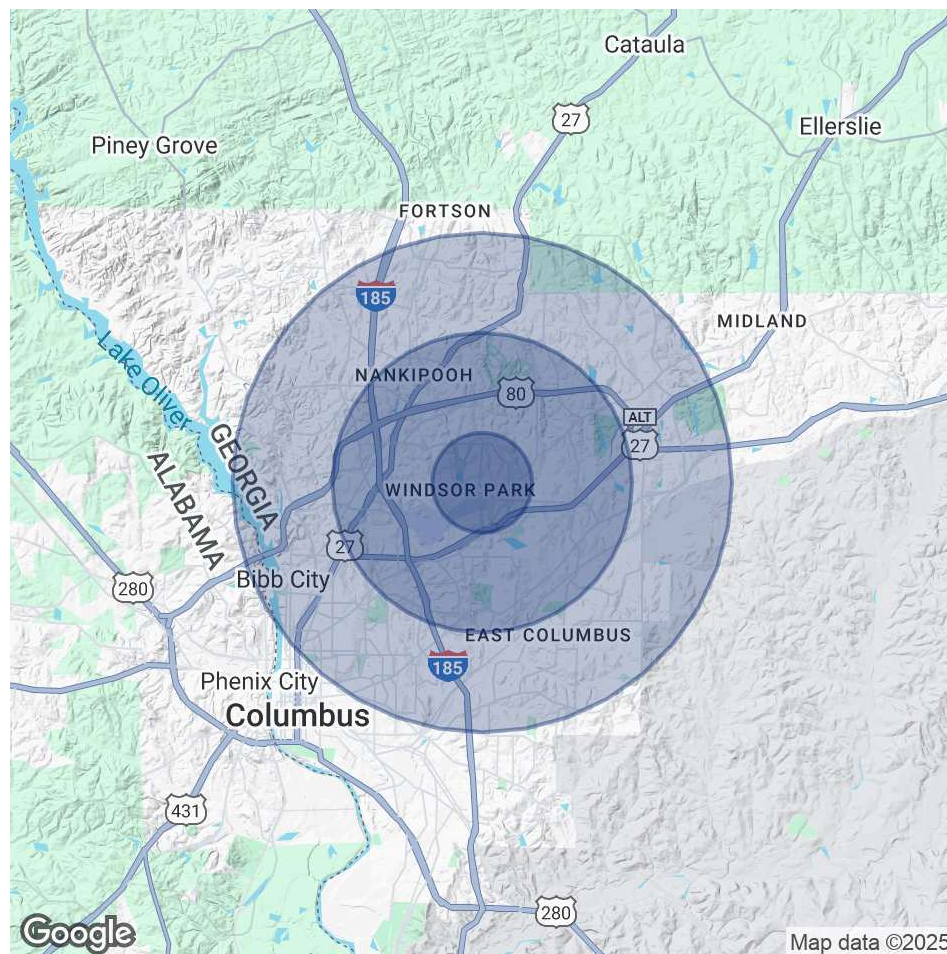 Cataula
27
Ellerslie
Piney Grove
FORTSON
185
MIDLAND
Lake Oliver
NANKIPOOH
80
ALT
27
GEORGIA
ALABAMA
WINDSOR PARK
27
Bibb City
280
EAST COLUMBUS
185
Phenix City
Columbus
431
280
Google
Map data ©2025